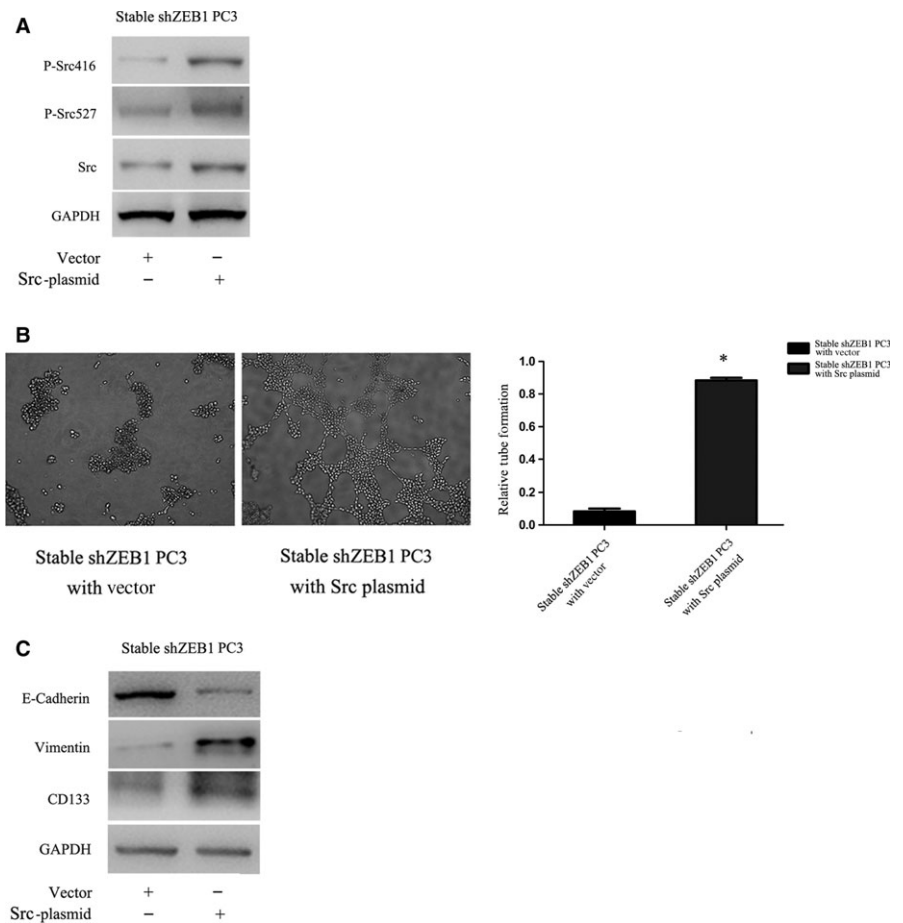 A
Stable shZEB1 PC3
P-Src416
P-Src527
Src
GAPDH
Vector + −
Src-plasmid − +
B
Stable shZEB1 PC3
with vector
Stable shZEB1 PC3
with Src plasmid
Relative tube formation
1.0
0.8
0.6
0.4
0.2
0.0
*
Stable shZEB1 PC3
with vector
Stable shZEB1 PC3
with Src plasmid
Stable shZEB1 PC3
with vector
Stable shZEB1 PC3
with Src plasmid
C
Stable shZEB1 PC3
E-Cadherin
Vimentin
CD133
GAPDH
Vector + −
Src-plasmid − +